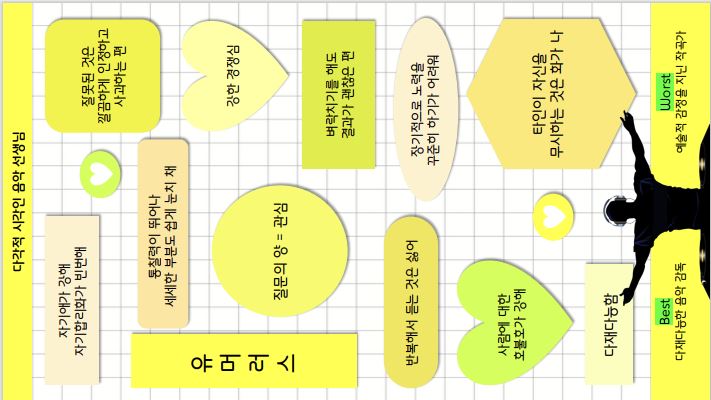 다각적 시각인 음악 선생님
자기애가 강해
자기합리화가 빈번해
잘못된 것은
깔끔하게 인정하고
사과하는 편
통찰력이 뛰어나
세세한 부분도 쉽게 눈치 채
유
머
러
스
강한 경쟁심
질문의 양 = 관심
벼락치기를 해도
결과가 괜찮은 편
반복해서 듣는 것은 싫어
장기적으로 노력을
꾸준히 하기가 어려워
사람에 대한
호불호가 강해
타인이 자신을
무시하는 것은 화가 나
다재다능함
Best
다재다능한 음악 감독
Worst
예술적 감정을 지닌 작곡가